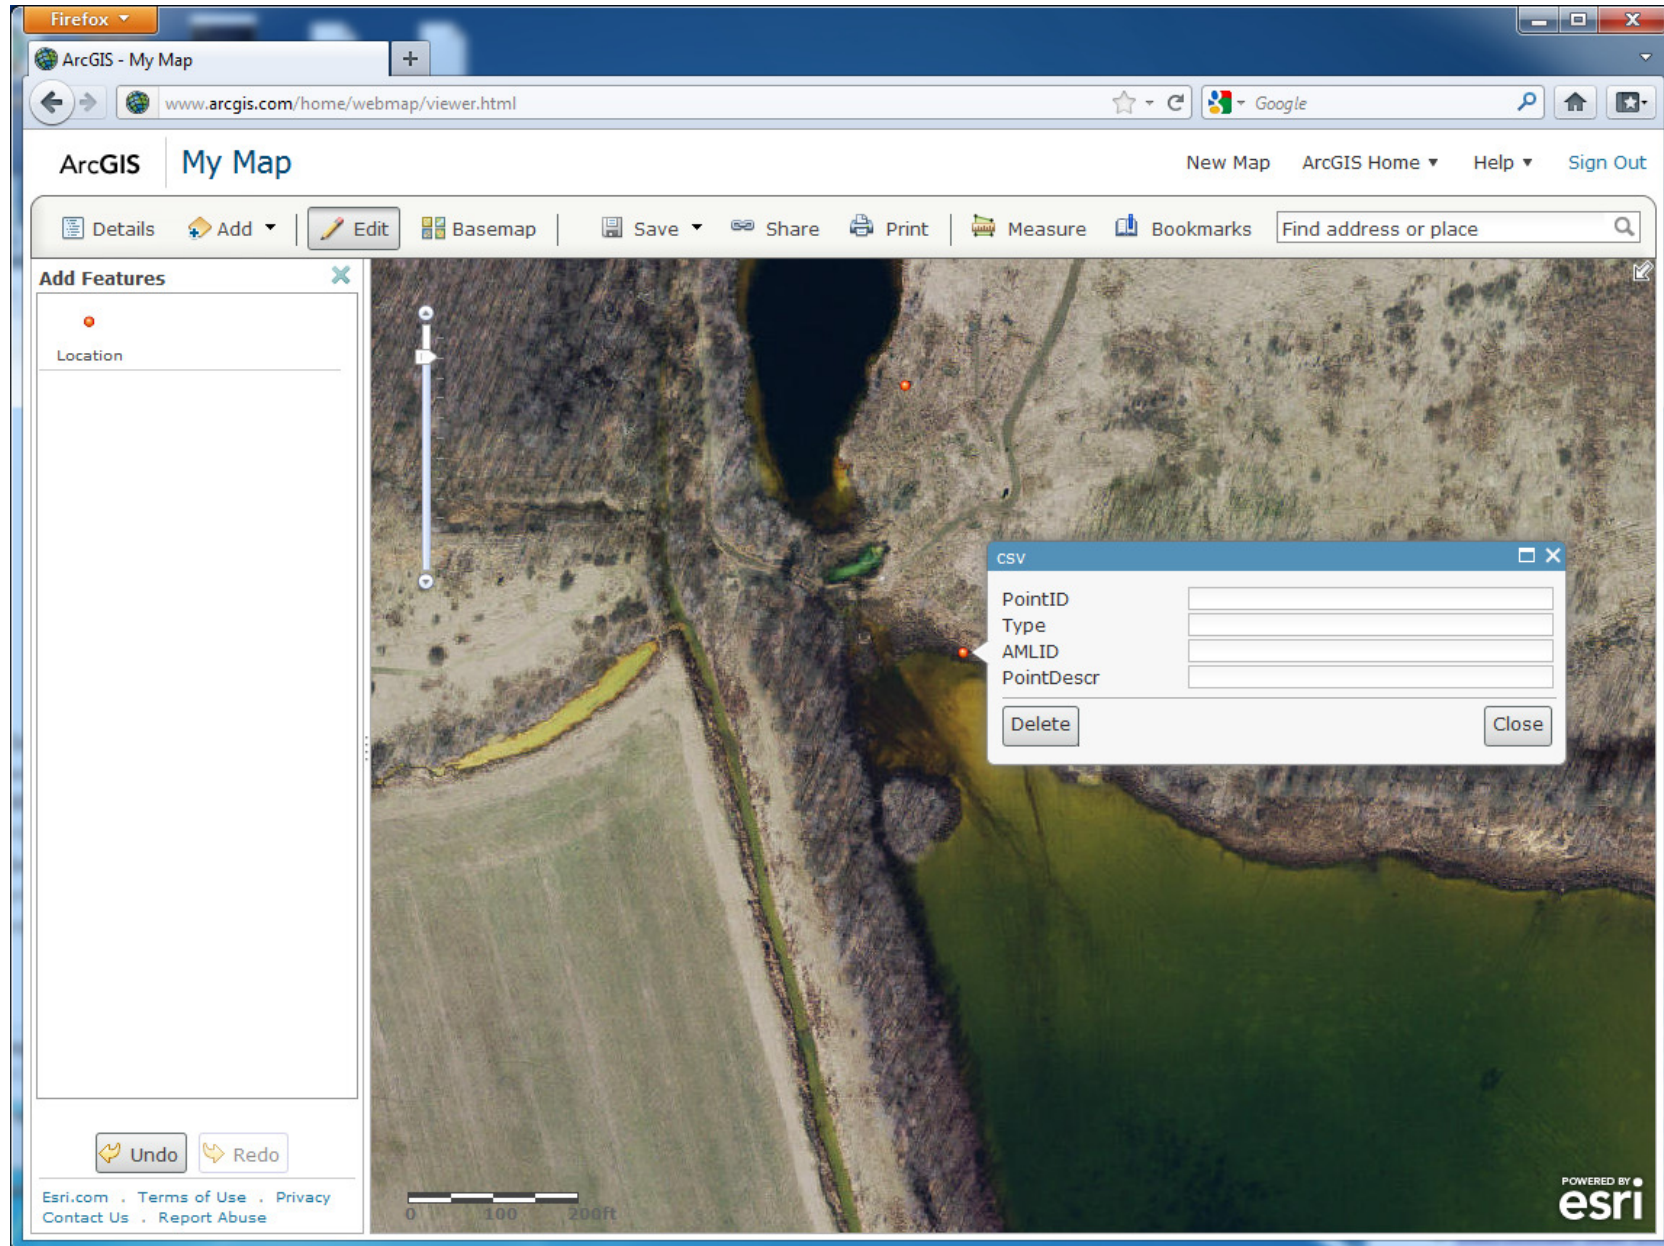 Firefox
ArcGIS - My Map
www.arcgis.com/home/webmap/viewer.html
Google
ArcGIS My Map
New Map ArcGIS Home Help Sign Out
Details Add Edit Basemap Save Share Print Measure Bookmarks Find address or place
Add Features
Location
csv
PointID
Type
AMLID
PointDescr
Delete Close
Undo Redo
Esri.com . Terms of Use . Privacy
Contact Us . Report Abuse
0 100 200ft
POWERED BY
esri